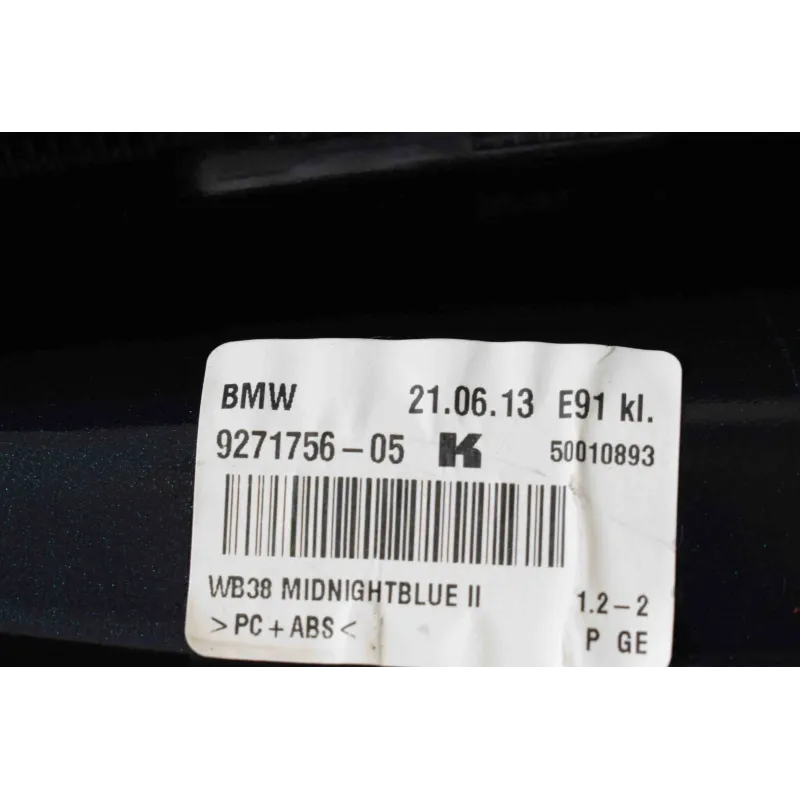 BMW 21.06.13 E91 kl.
9271756-05 K 50010893
WB38 MIDNIGHTBLUE II 1.2-2
>PC+ABS< P GE